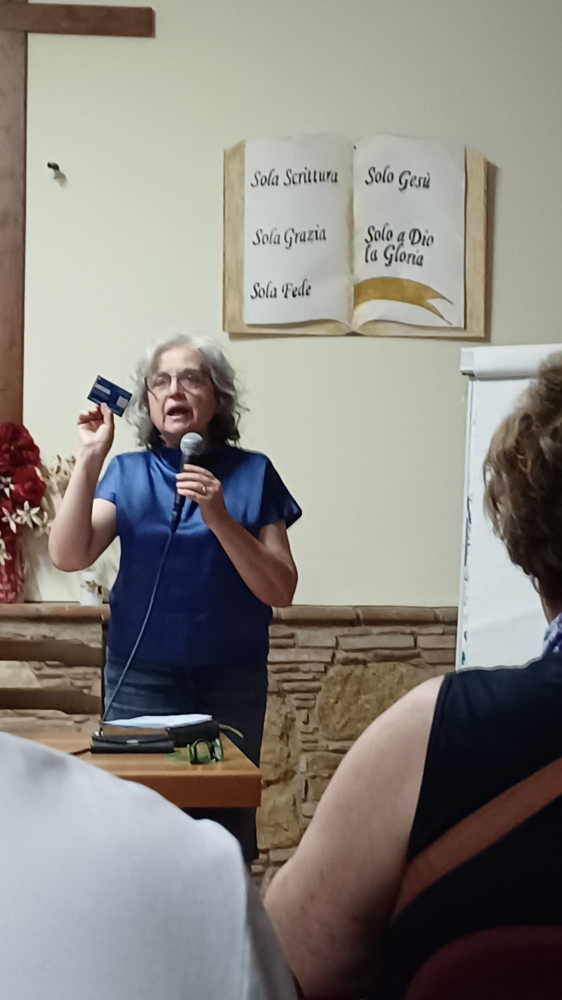 Sola Scrittura
Sola Grazia
Sola Fede
Solo Gesù
Solo a Dio
la Gloria